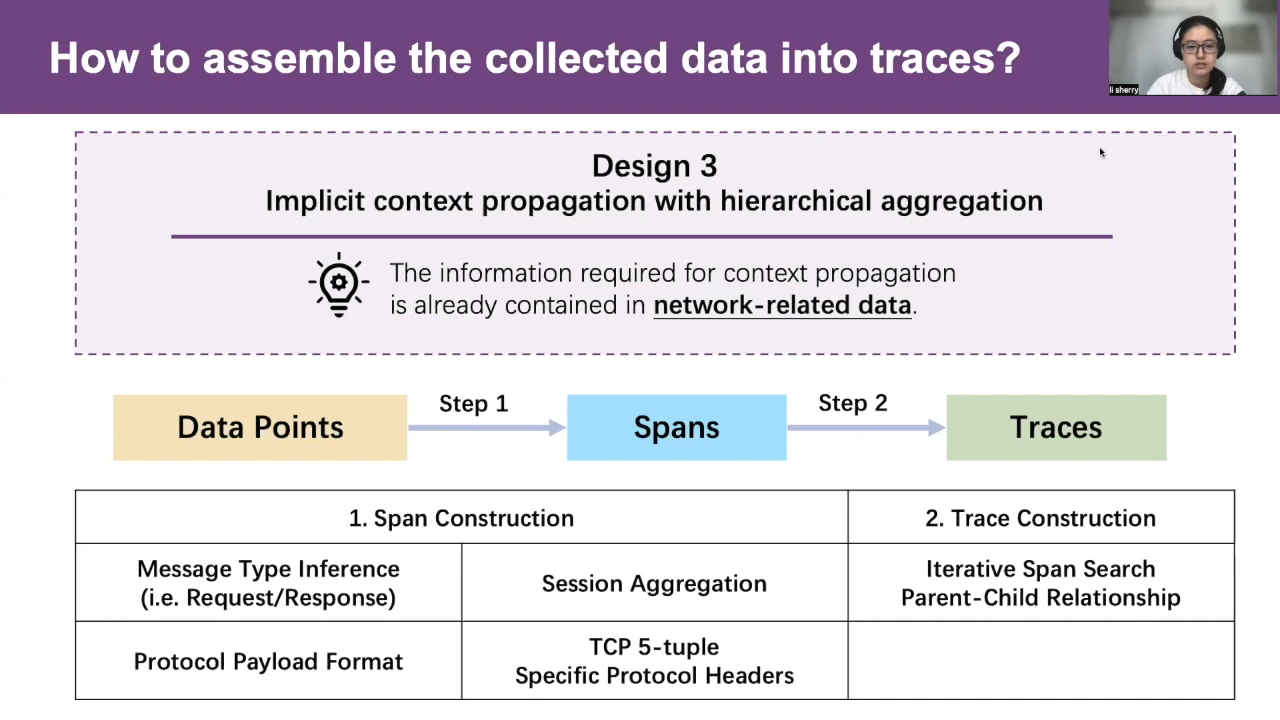 How to assemble the collected data into traces?
li sherry
Design 3
Implicit context propagation with hierarchical aggregation
The information required for context propagation
is already contained in network-related data.
Data Points
Step 1
Spans
Step 2
Traces
1. Span Construction
2. Trace Construction
Message Type Inference
(i.e. Request/Response)
Session Aggregation
Iterative Span Search
Parent-Child Relationship
Protocol Payload Format
TCP 5-tuple
Specific Protocol Headers